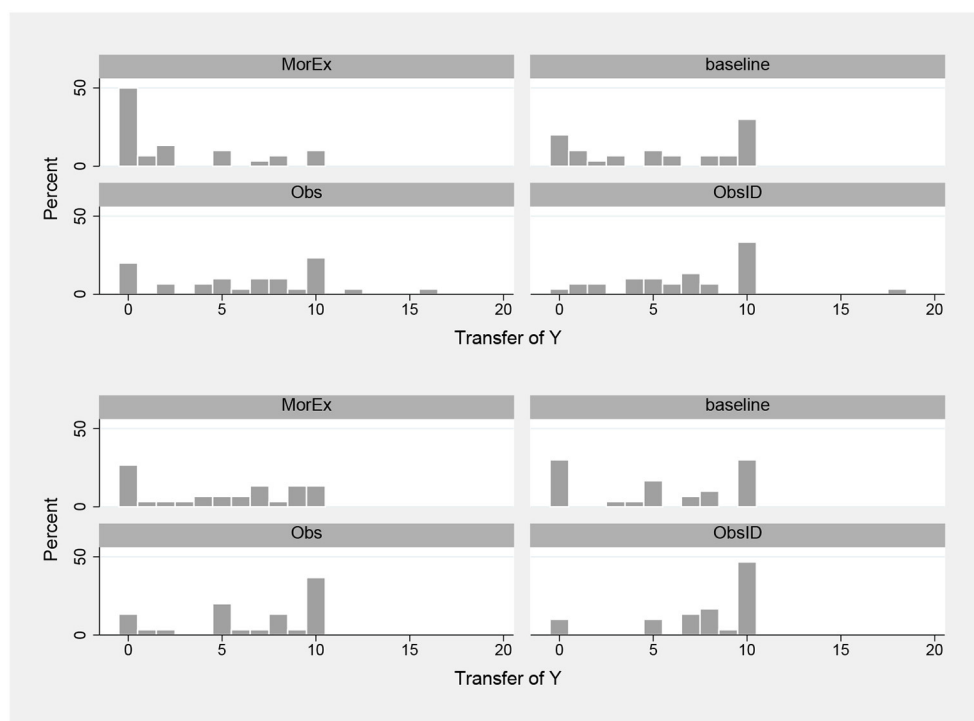 MorEx
baseline
50
0
Obs
ObsID
50
0
Percent
0 5 10 15 20
0 5 10 15 20
Transfer of Y
MorEx
baseline
50
0
Obs
ObsID
50
0
Percent
0 5 10 15 20
0 5 10 15 20
Transfer of Y